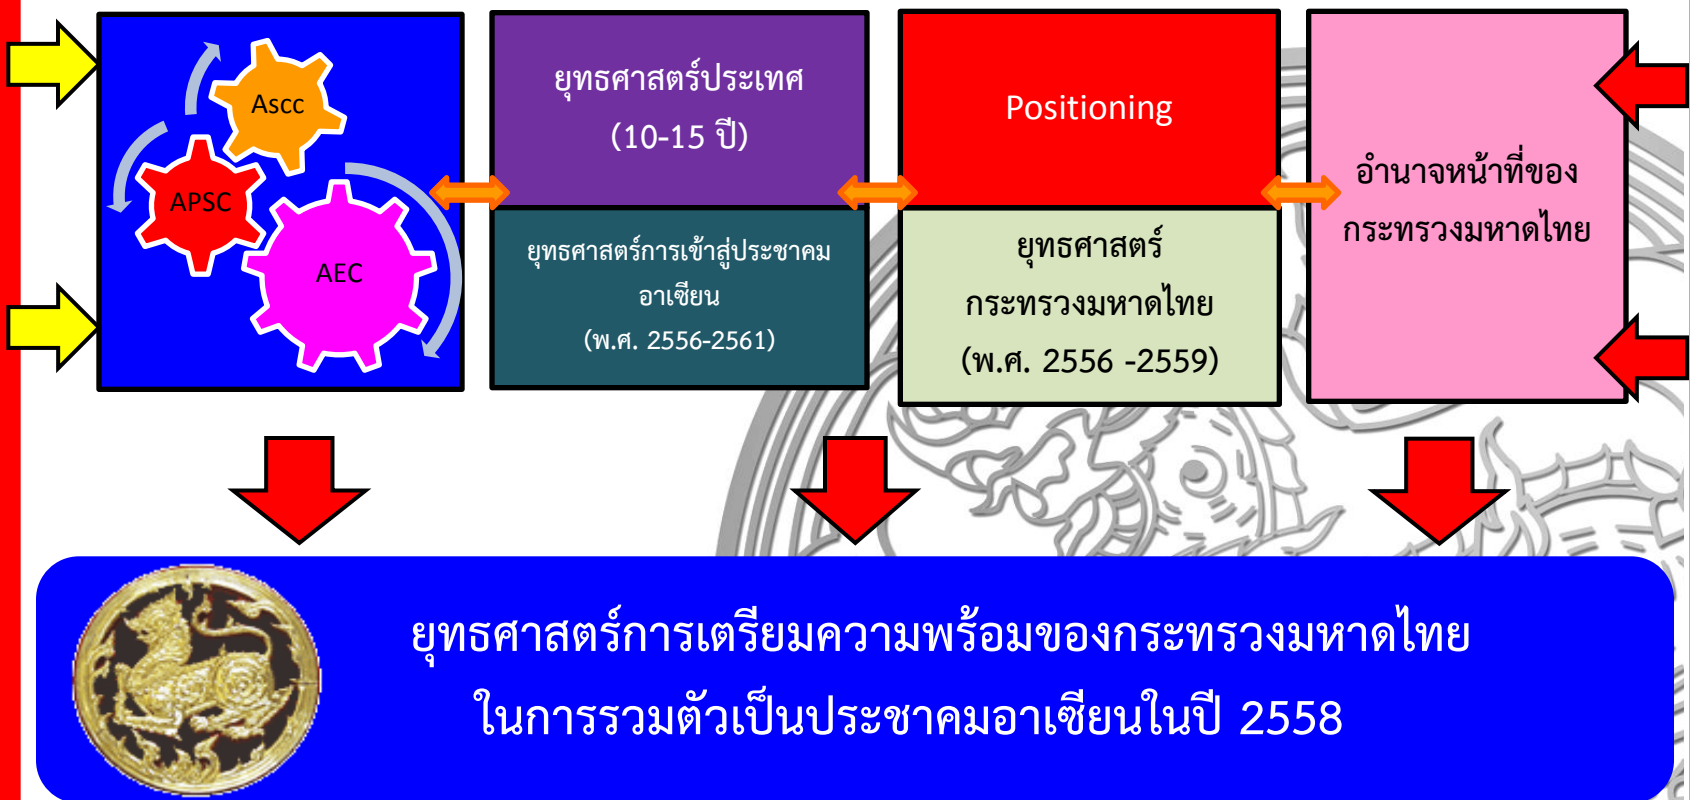 Ascc
APSC
AEC
ยุทธศาสตร์ประเทศ
(10-15 ปี)
ยุทธศาสตร์การเข้าสู่ประชาคม
อาเซียน
(พ.ศ. 2556-2561)
Positioning
ยุทธศาสตร์
กระทรวงมหาดไทย
(พ.ศ. 2556 -2559)
อำนาจหน้าที่ของ
กระทรวงมหาดไทย
ยุทธศาสตร์การเตรียมความพร้อมของกระทรวงมหาดไทย
ในการรวมตัวเป็นประชาคมอาเซียนในปี 2558